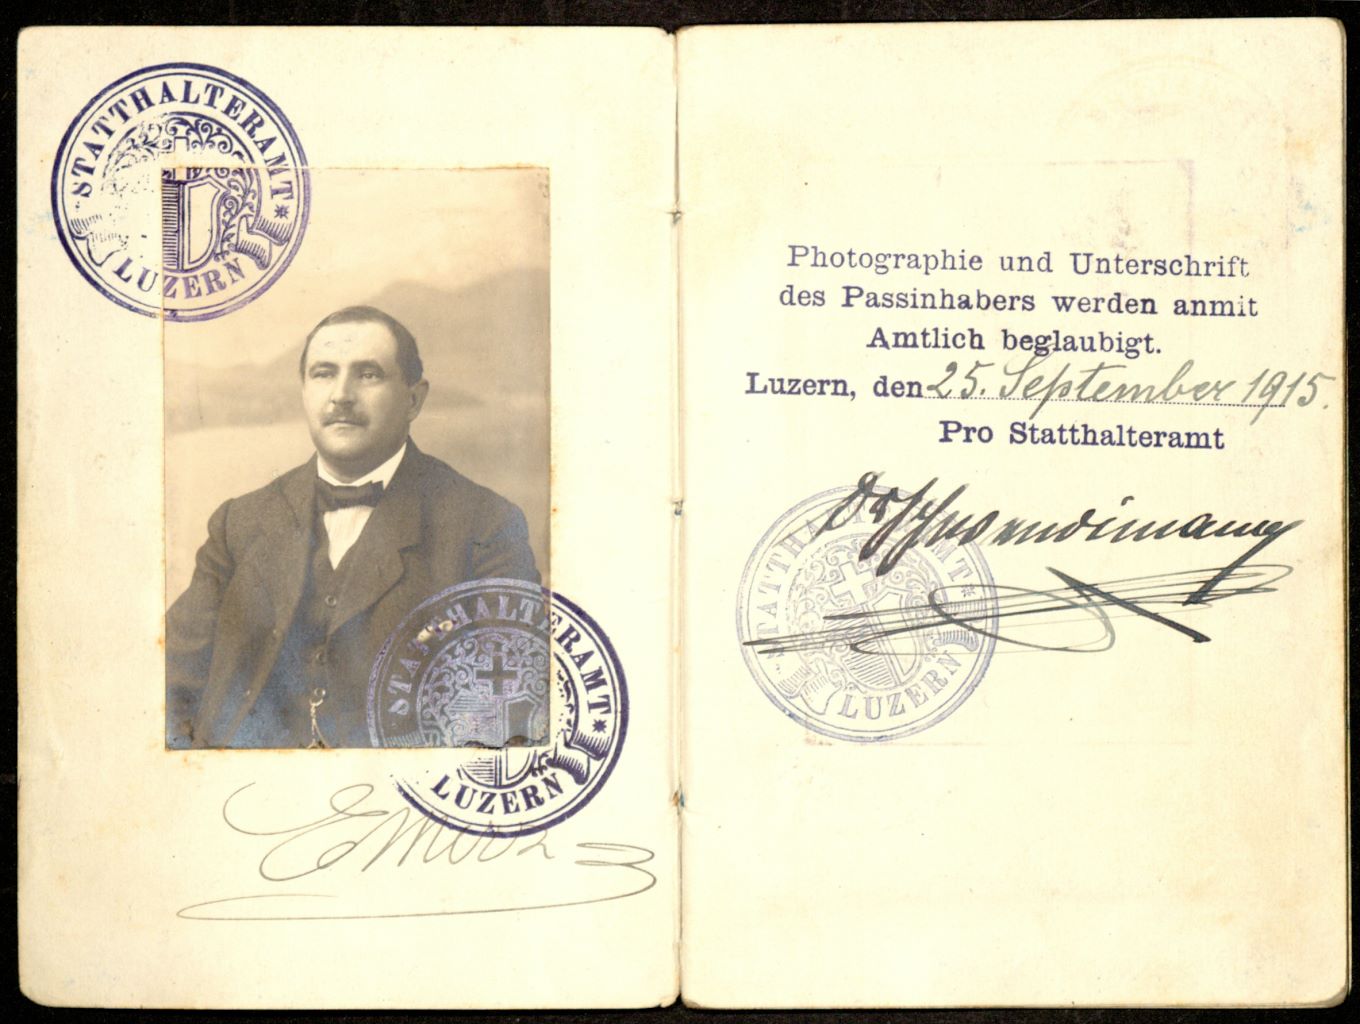 STATTHALTERAMT
LUZERN
STATTHALTERAMT
LUZERN
Photographie und Unterschrift
des Passinhabers werden anmit
Amtlich beglaubigt.
Luzern, den 25. September 1915.
Pro Statthalteramt
STATTHALTERAMT
LUZERN